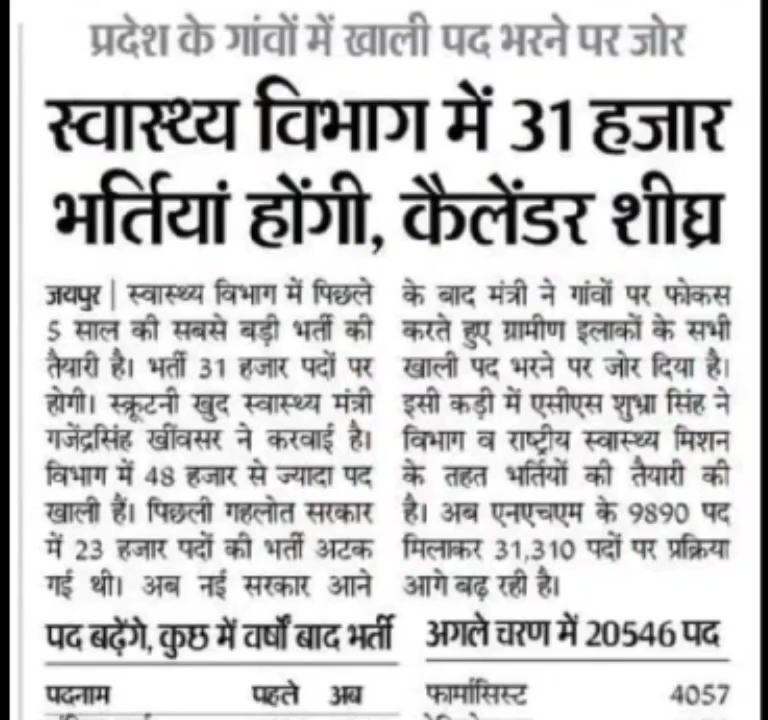 प्रदेश के गांवों में खाली पद भरने पर जोर
स्वास्थ्य विभाग में 31 हजार
भर्तियां होंगी, कैलेंडर शीघ्र
जयपुर | स्वास्थ्य विभाग में पिछले
5 साल की सबसे बड़ी भर्ती की
तैयारी है। भर्ती 31 हजार पदों पर
होगी। स्क्रूटनी खुद स्वास्थ्य मंत्री
गजेंद्रसिंह खींवसर ने करवाई है।
विभाग में 48 हजार से ज्यादा पद
खाली हैं। पिछली गहलोत सरकार
में 23 हजार पदों की भर्ती अटक
गई थी। अब नई सरकार आने
के बाद मंत्री ने गांवों पर फोकस
करते हुए ग्रामीण इलाकों के सभी
खाली पद भरने पर जोर दिया है।
इसी कड़ी में एसीएस शुभ्रा सिंह ने
विभाग व राष्ट्रीय स्वास्थ्य मिशन
के तहत भर्तियों की तैयारी की
है। अब एनएचएम के 9890 पद
मिलाकर 31,310 पदों पर प्रक्रिया
आगे बढ़ रही है।
पद बढ़ेंगे, कुछ में वर्षों बाद भर्ती
पदनाम पहले अब
अगले चरण में 20546 पद
फार्मासिस्ट 4057